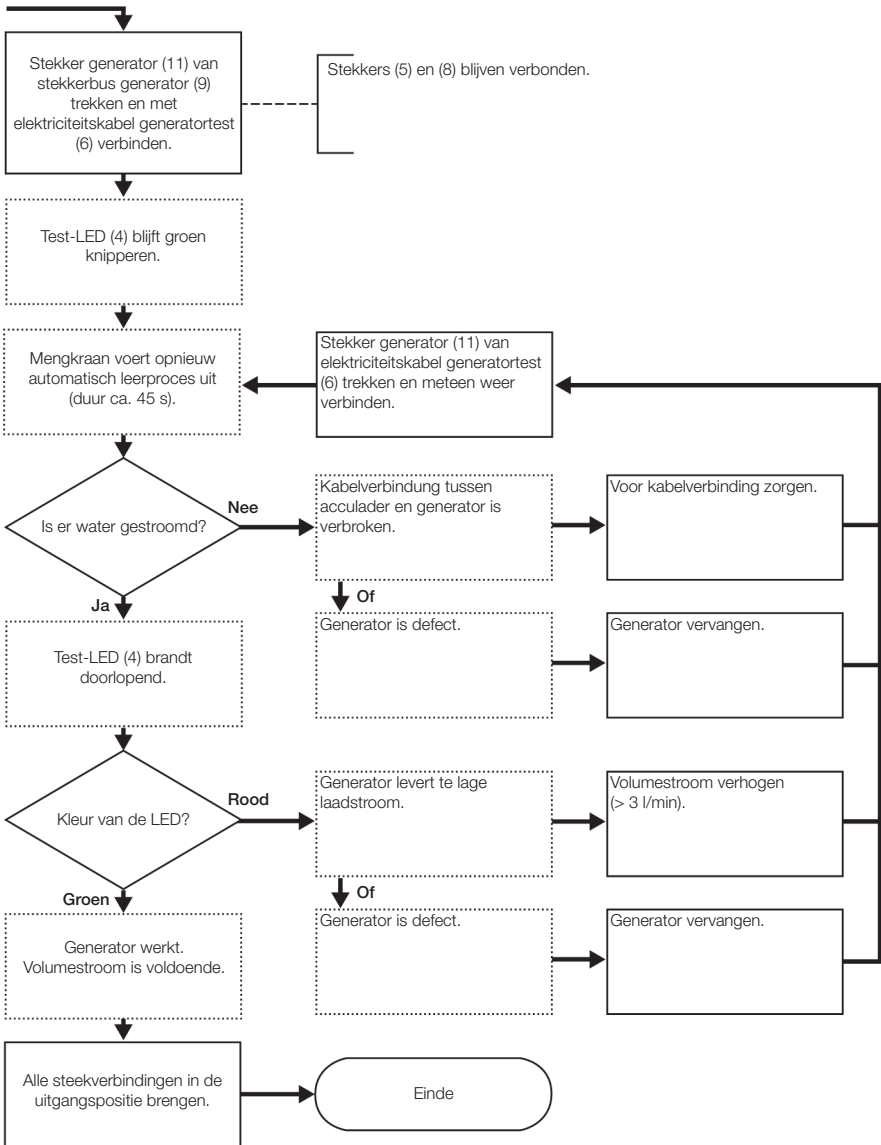 Stekker generator (11) van
stekkerbus generator (9)
trekken en met
elektriciteitskabel generatortest
(6) verbinden.
Stekkers (5) en (8) blijven verbonden.
Test-LED (4) blijft groen
knipperen.
Mengkraan voert opnieuw
automatisch leerproces uit
(duur ca. 45 s).
Stekker generator (11) van
elektriciteitskabel generatortest
(6) trekken en meteen weer
verbinden.
Is er water gestroomd?
Nee
Kabelverbinding tussen
acculader en generator is
verbroken.
Voor kabelverbinding zorgen.
Of
Generator is defect.
Generator vervangen.
Ja
Test-LED (4) brandt
doorlopend.
Kleur van de LED?
Rood
Generator levert te lage
laadstroom.
Volumestroom verhogen
(> 3 l/min).
Of
Generator is defect.
Generator vervangen.
Groen
Generator werkt.
Volumestroom is voldoende.
Alle steekverbindingen in de
uitgangspositie brengen.
Einde